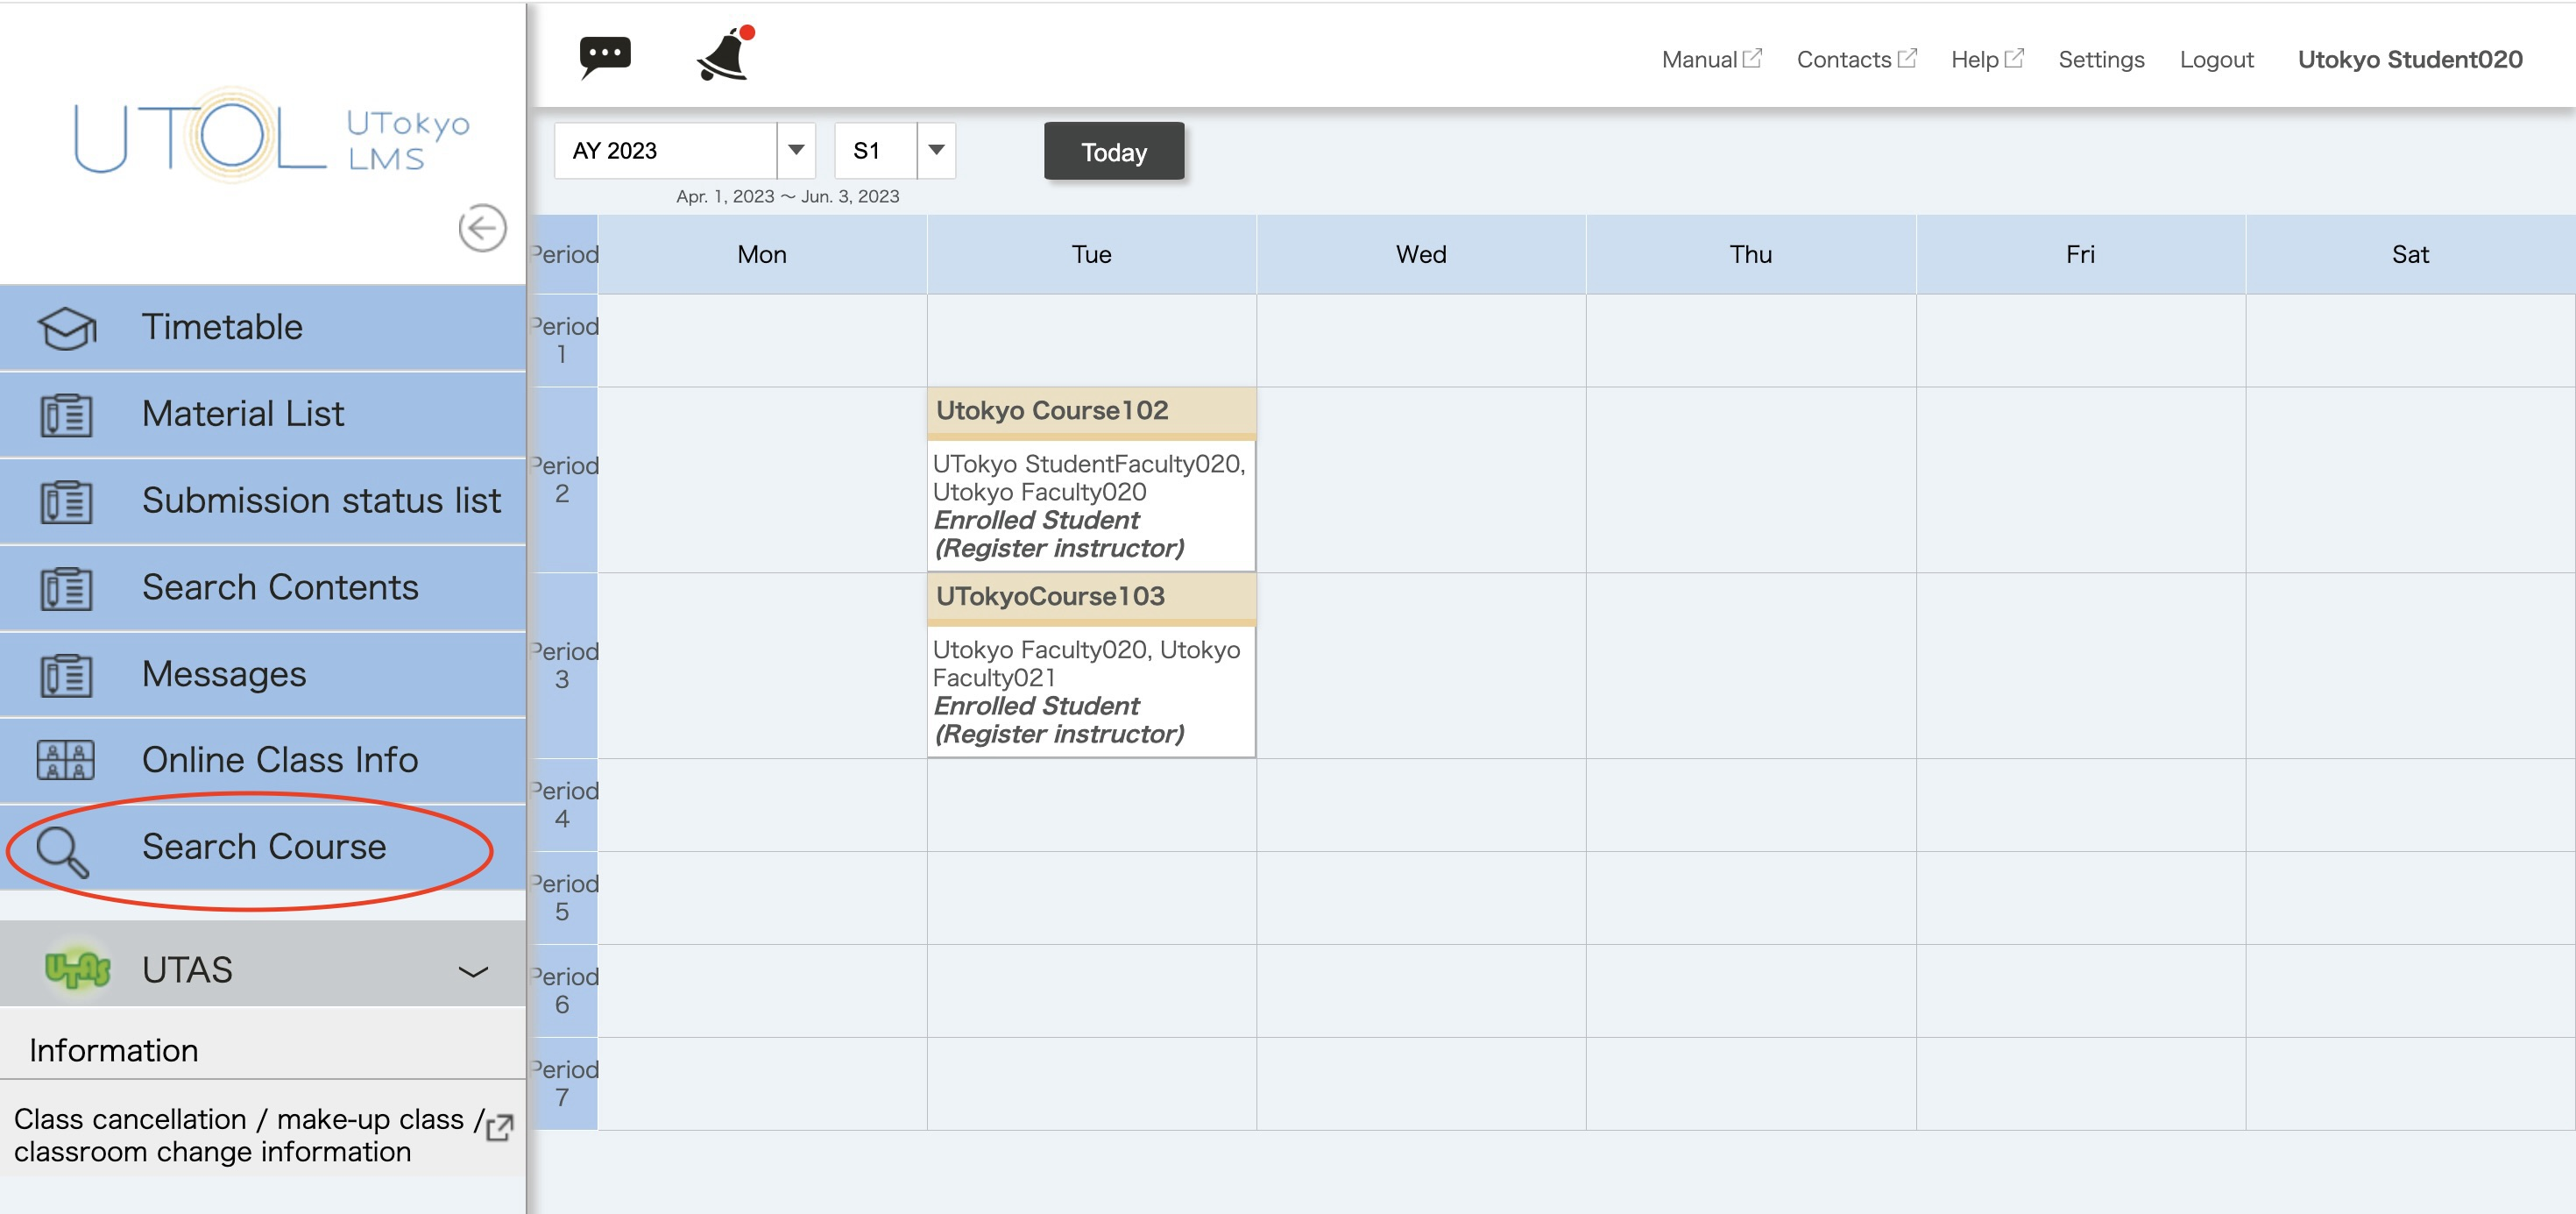 UTOL UTokyo
LMS
Timetable
Material List
Submission status list
Search Contents
Messages
Online Class Info
Search Course
UTAS UTAS
Information
Class cancellation / make-up class /
classroom change information
Manual Contacts Help Settings Logout Utokyo Student020
AY 2023 S1 Today
Apr. 1, 2023 ～ Jun. 3, 2023
Period Mon Tue Wed Thu Fri Sat
Period
1
Period
2
Utokyo Course102
UTokyo StudentFaculty020,
Utokyo Faculty020
Enrolled Student
(Register instructor)
Period
3
UTokyoCourse103
Utokyo Faculty020, Utokyo
Faculty021
Enrolled Student
(Register instructor)
Period
4
Period
5
Period
6
Period
7